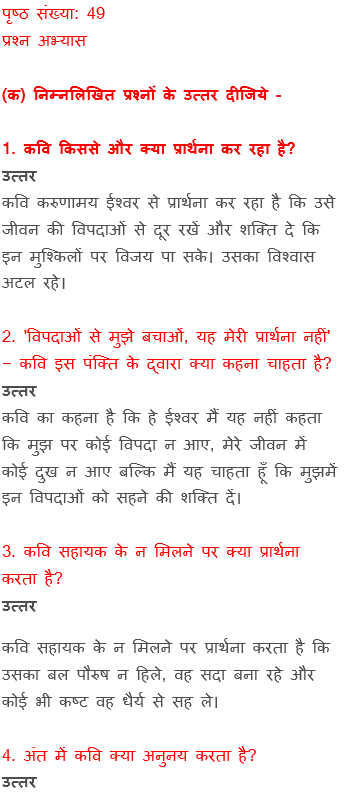 पृष्ठ संख्या: 49
प्रश्न अभ्यास
(क) निम्नलिखित प्रश्नों के उत्तर दीजिये -
1. कवि किससे और क्या प्रार्थना कर रहा है?
उत्तर
कवि करुणामय ईश्वर से प्रार्थना कर रहा है कि उसे
जीवन की विपदाओं से दूर रखें और शक्ति दे कि
इन मुश्किलों पर विजय पा सके। उसका विश्वास
अटल रहे।
2. 'विपदाओं से मुझे बचाओं, यह मेरी प्रार्थना नहीं'
− कवि इस पंक्ति के द्वारा क्या कहना चाहता है?
उत्तर
कवि का कहना है कि हे ईश्वर मैं यह नहीं कहता
कि मुझ पर कोई विपदा न आए, मेरे जीवन में
कोई दुख न आए बल्कि मैं यह चाहता हूँ कि मुझमें
इन विपदाओं को सहने की शक्ति दें।
3. कवि सहायक के न मिलने पर क्या प्रार्थना
करता है?
उत्तर
कवि सहायक के न मिलने पर प्रार्थना करता है कि
उसका बल पौरुष न हिले, वह सदा बना रहे और
कोई भी कष्ट वह धैर्य से सह ले।
4. अंत में कवि क्या अनुनय करता है?
उत्तर